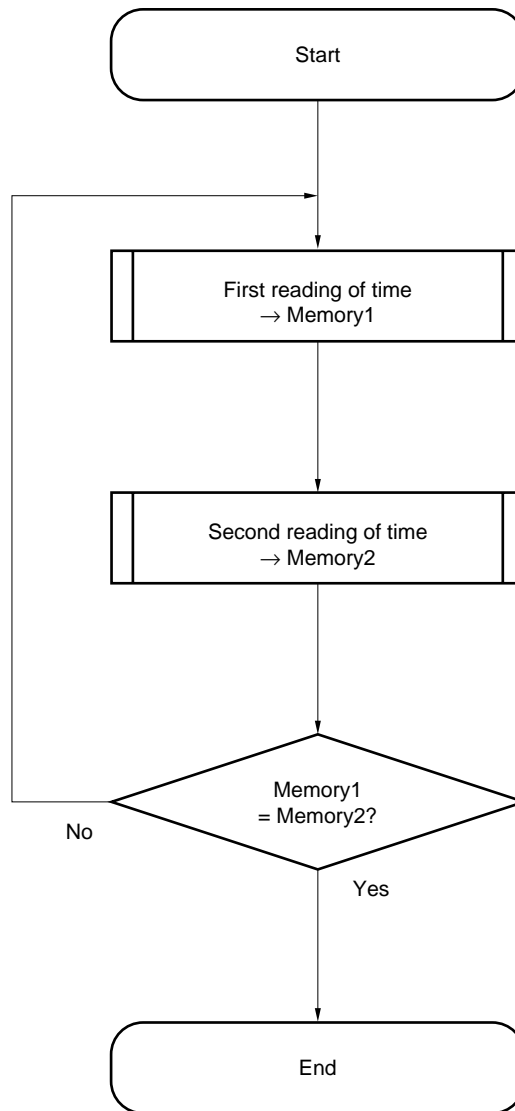 Start
First reading of time
→ Memory1
Second reading of time
→ Memory2
Memory1
= Memory2?
No
Yes
End